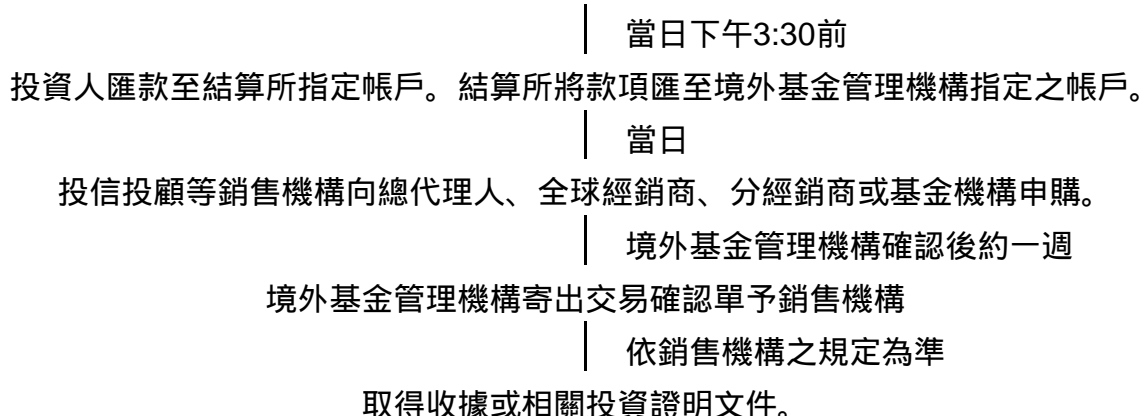 當日下午3:30前
投資人匯款至結算所指定帳戶。結算所將款項匯至境外基金管理機構指定之帳戶。
當日
投信投顧等銷售機構向總代理人、全球經銷商、分經銷商或基金機構申購。
境外基金管理機構確認後約一週
境外基金管理機構寄出交易確認單予銷售機構
依銷售機構之規定為準
取得收據或相關投資證明文件。